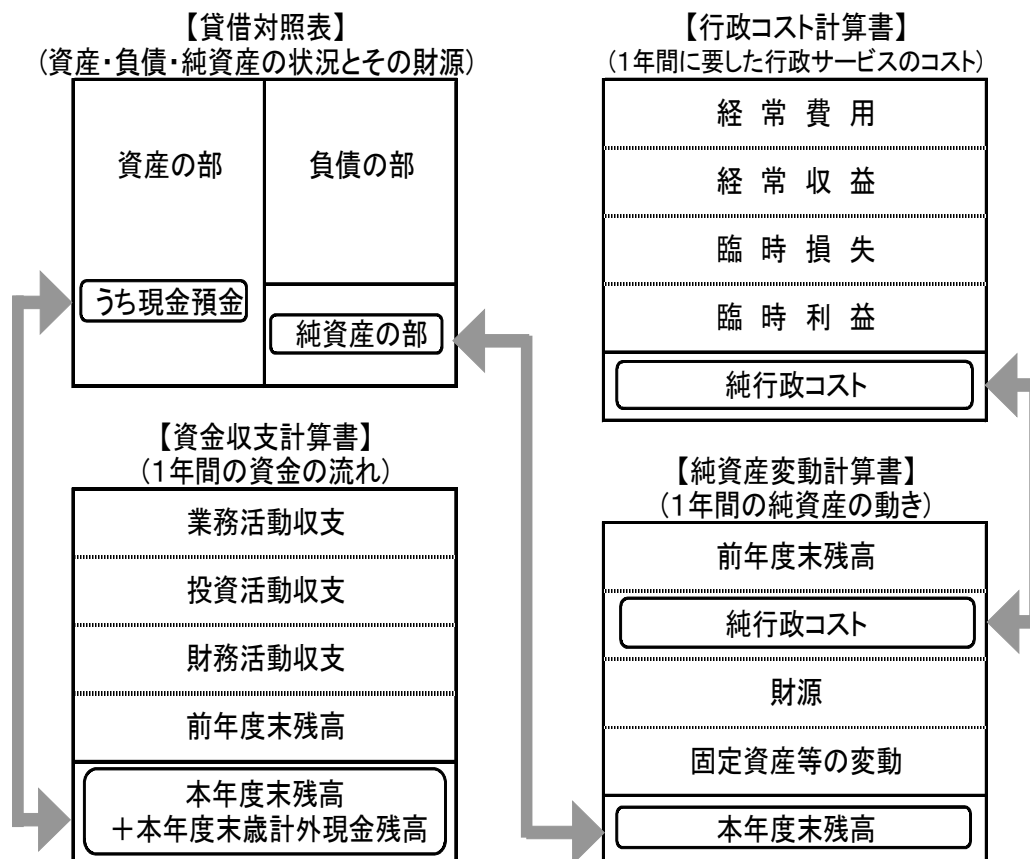 【貸借対照表】
(資産・負債・純資産の状況とその財源)
資産の部
負債の部
うち現金預金
純資産の部
【行政コスト計算書】
(1年間に要した行政サービスのコスト)
経常費用
経常収益
臨時損失
臨時利益
純行政コスト
【資金収支計算書】
(1年間の資金の流れ)
業務活動収支
投資活動収支
財務活動収支
前年度末残高
本年度末残高
＋本年度末歳計外現金残高
【純資産変動計算書】
(1年間の純資産の動き)
前年度末残高
純行政コスト
財源
固定資産等の変動
本年度末残高